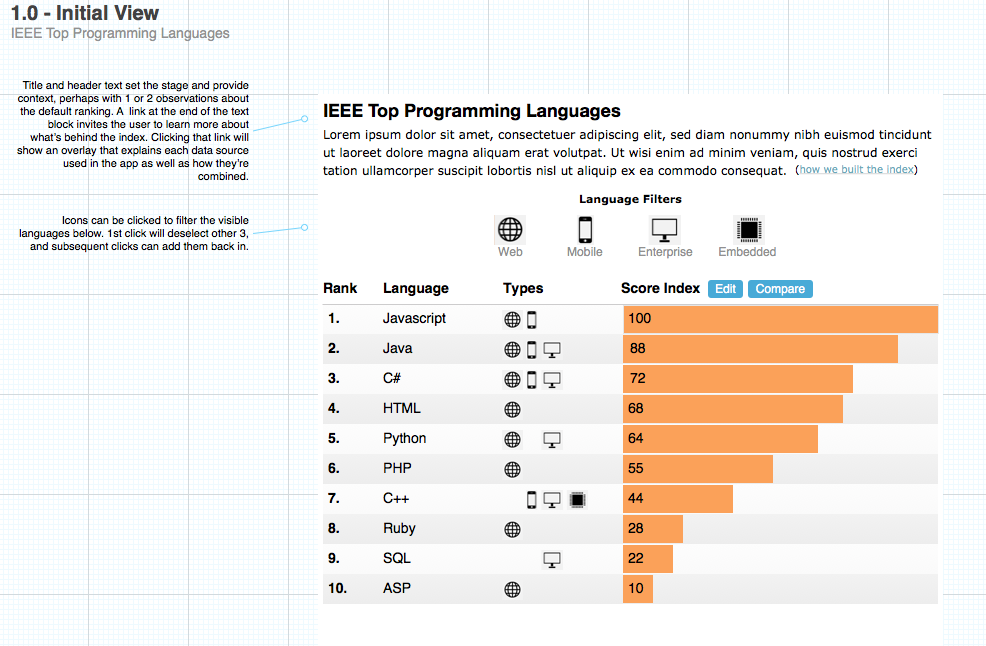 1.0 - Initial View
IEEE Top Programming Languages
Title and header text set the stage and provide
context, perhaps with 1 or 2 observations about
the default ranking. A  link at the end of the text
block invites the user to learn more about
what's behind the index. Clicking that link will
show an overlay that explains each data source
used in the app as well as how they're
combined.
Icons can be clicked to filter the visible
languages below. 1st click will deselect other 3,
and subsequent clicks can add them back in.
IEEE Top Programming Languages
Lorem ipsum dolor sit amet, consectetuer adipiscing elit, sed diam nonummy nibh euismod tincidunt
ut laoreet dolore magna aliquam erat volutpat. Ut wisi enim ad minim veniam, quis nostrud exerci
tation ullamcorper suscipit lobortis nisl ut aliquip ex ea commodo consequat.  (how we built the index)
Language Filters
Web Mobile Enterprise Embedded
Rank Language Types Score Index Edit Compare
1. Javascript 100
2. Java 88
3. C# 72
4. HTML 68
5. Python 64
6. PHP 55
7. C++ 44
8. Ruby 28
9. SQL 22
10. ASP 10